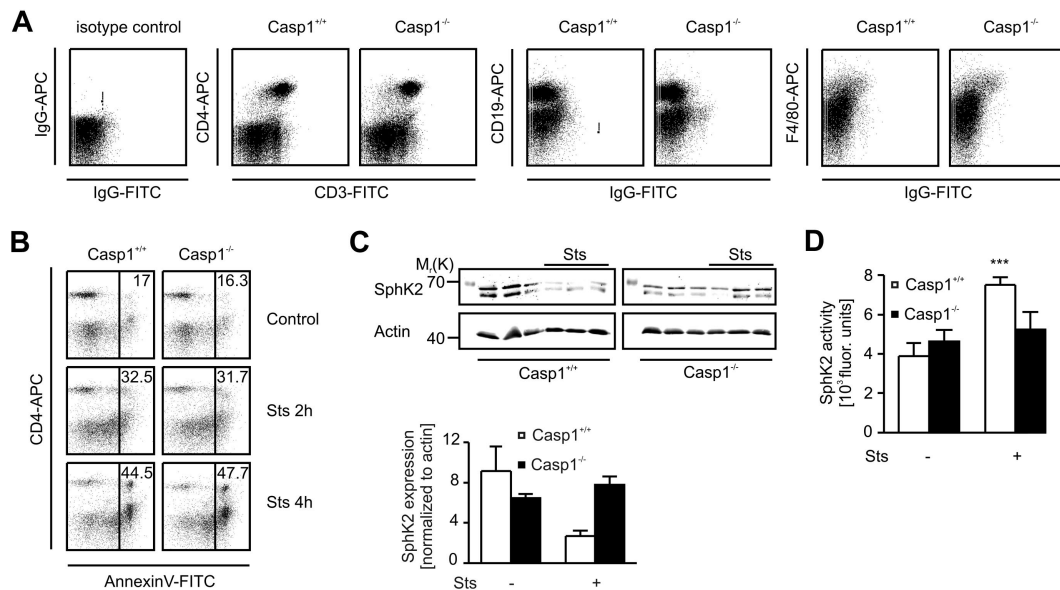 A
isotype control
Casp1+/+
Casp1-/-
Casp1+/+
Casp1-/-
Casp1+/+
Casp1-/-
IgG-APC
CD4-APC
CD19-APC
F4/80-APC
IgG-FITC
CD3-FITC
IgG-FITC
IgG-FITC
B
Casp1+/+
Casp1-/-
17
16.3
Control
32.5
31.7
Sts 2h
44.5
47.7
Sts 4h
CD4-APC
AnnexinV-FITC
C
Sts
Sts
Mr(K)
70
SphK2
Actin
40
Casp1+/+
Casp1-/-
Casp1+/+
Casp1-/-
SphK2 expression
[normalized to actin]
12
8
4
0
Sts
-
+
D
***
Casp1+/+
Casp1-/-
SphK2 activity
[10³ fluor. units]
8
6
4
2
0
Sts
-
+